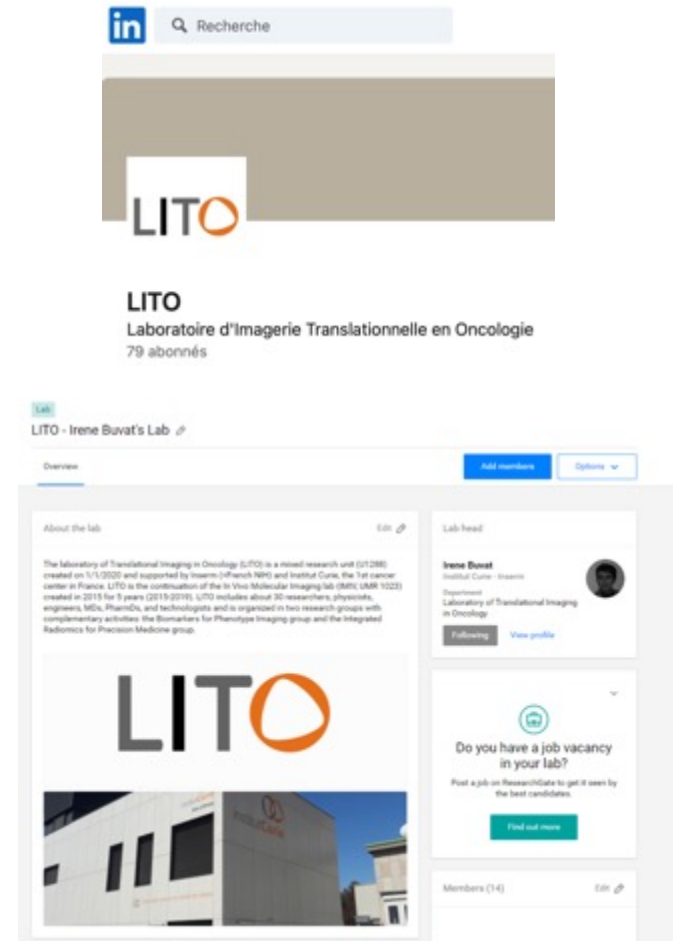 in
Recherche
LITO
LITO
Laboratoire d'Imagerie Translationnelle en Oncologie
79 abonnés
Lab
LITO - Irene Buvat's Lab
Overview
Add members
Options
About the lab
Edit
The laboratory of Translational Imaging in Oncology (LITO) is a mixed research unit (U1288)
created on 1/1/2020 and supported by Inserm (=French NIH) and Institut Curie, the 1st cancer
center in France. LITO is the continuation of the In Vivo Molecular Imaging lab (IMIV, UMR 1023)
created in 2015 for 5 years (2015-2019). LITO includes about 30 researchers, physicists,
engineers, MDs, PharmDs, and technologists and is organized in two research groups with
complementary activities: the Biomarkers for Phenotype Imaging group and the Integrated
Radiomics for Precision Medicine group.
LITO
institutCurie
Lab head
Irene Buvat
Institut Curie - Inserm
Department
Laboratory of Translational Imaging
in Oncology
Following
View profile
Do you have a job vacancy
in your lab?
Post a job on ResearchGate to get it seen by
the best candidates.
Find out more
Members (14)
Edit